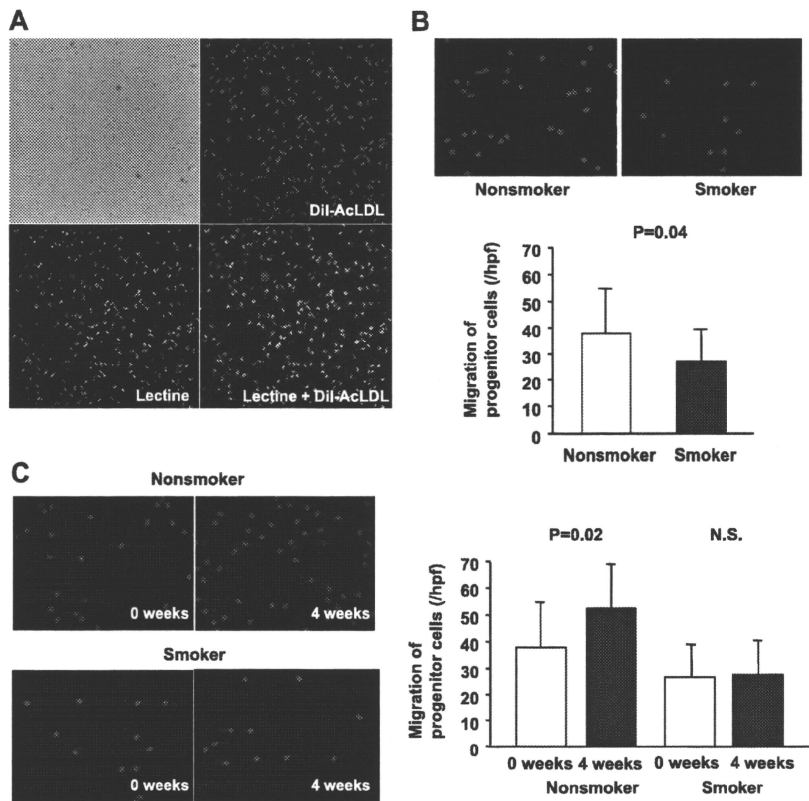 A
DiI-AcLDL
Lectine
Lectine + DiI-AcLDL
B
Nonsmoker
Smoker
P=0.04
Migration of
progenitor cells (/hpf)
70
60
50
40
30
20
10
0
Nonsmoker
Smoker
C
Nonsmoker
0 weeks
4 weeks
Smoker
0 weeks
4 weeks
P=0.02
N.S.
Migration of
progenitor cells (/hpf)
70
60
50
40
30
20
10
0
0 weeks 4 weeks 0 weeks 4 weeks
Nonsmoker
Smoker